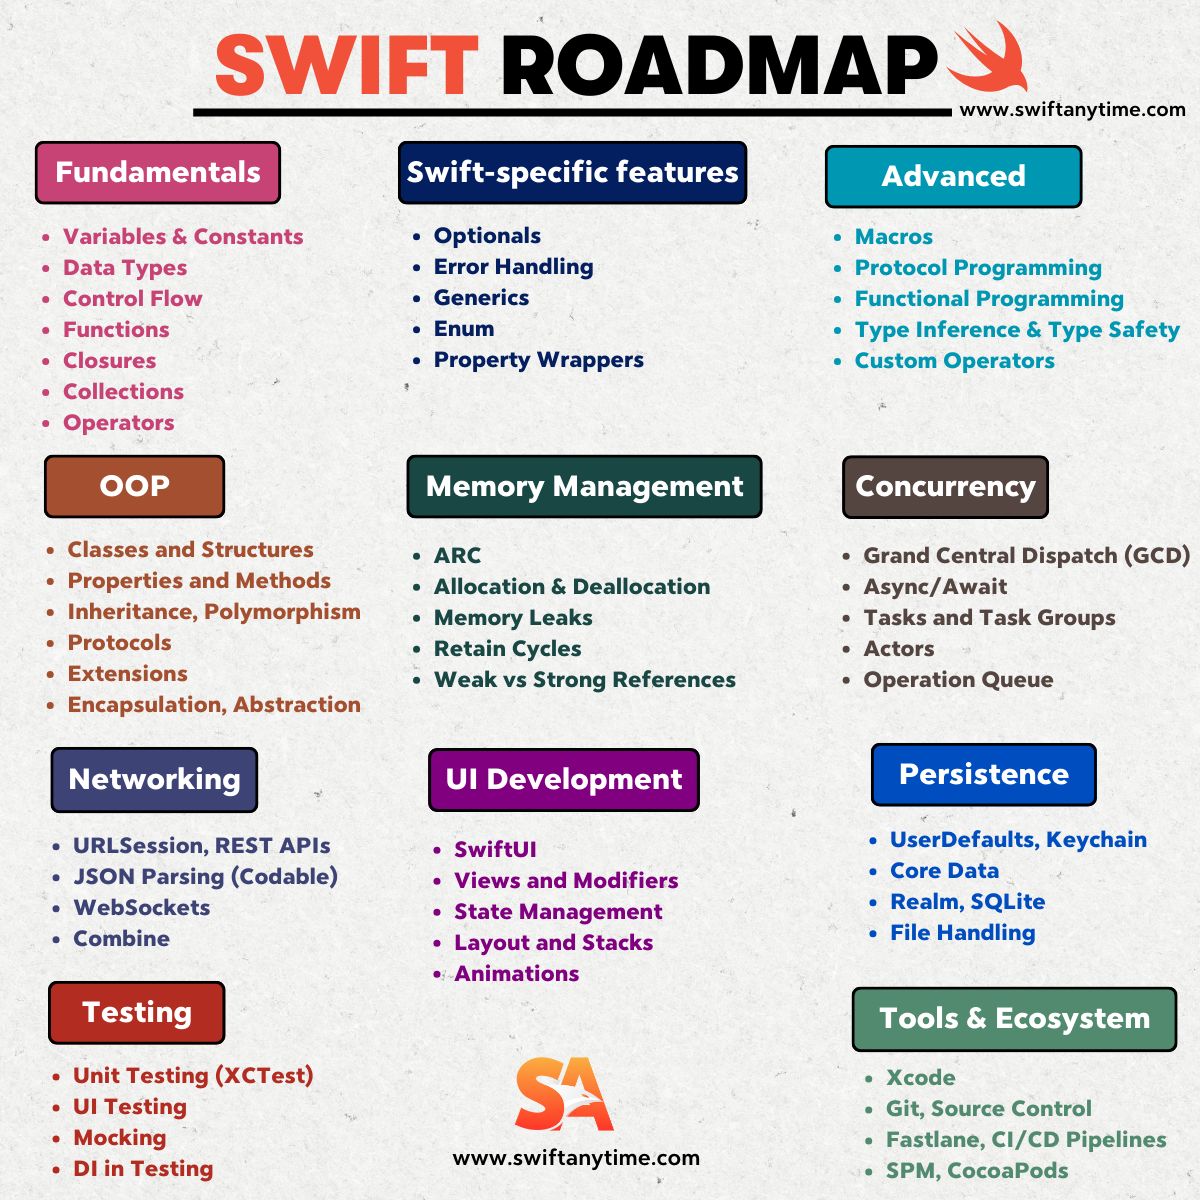 SWIFT ROADMAP
www.swiftanytime.com
Fundamentals
• Variables & Constants
• Data Types
• Control Flow
• Functions
• Closures
• Collections
• Operators
Swift-specific features
• Optionals
• Error Handling
• Generics
• Enum
• Property Wrappers
Advanced
• Macros
• Protocol Programming
• Functional Programming
• Type Inference & Type Safety
• Custom Operators
OOP
• Classes and Structures
• Properties and Methods
• Inheritance, Polymorphism
• Protocols
• Extensions
• Encapsulation, Abstraction
Memory Management
• ARC
• Allocation & Deallocation
• Memory Leaks
• Retain Cycles
• Weak vs Strong References
Concurrency
• Grand Central Dispatch (GCD)
• Async/Await
• Tasks and Task Groups
• Actors
• Operation Queue
Networking
• URLSession, REST APIs
• JSON Parsing (Codable)
• WebSockets
• Combine
UI Development
• SwiftUI
• Views and Modifiers
• State Management
• Layout and Stacks
• Animations
Persistence
• UserDefaults, Keychain
• Core Data
• Realm, SQLite
• File Handling
Testing
• Unit Testing (XCTest)
• UI Testing
• Mocking
• DI in Testing
SA
www.swiftanytime.com
Tools & Ecosystem
• Xcode
• Git, Source Control
• Fastlane, CI/CD Pipelines
• SPM, CocoaPods